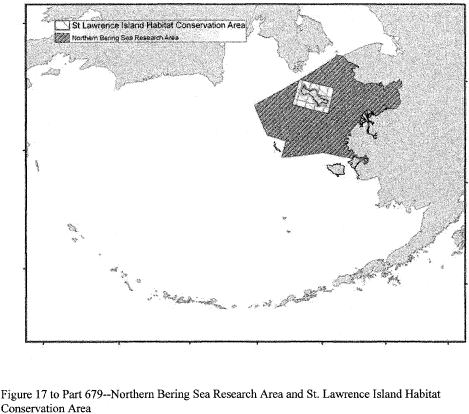 St Lawrence Island Habitat Conservation Area
Northern Bering Sea Research Area
Figure 17 to Part 679--Northern Bering Sea Research Area and St. Lawrence Island Habitat
Conservation Area